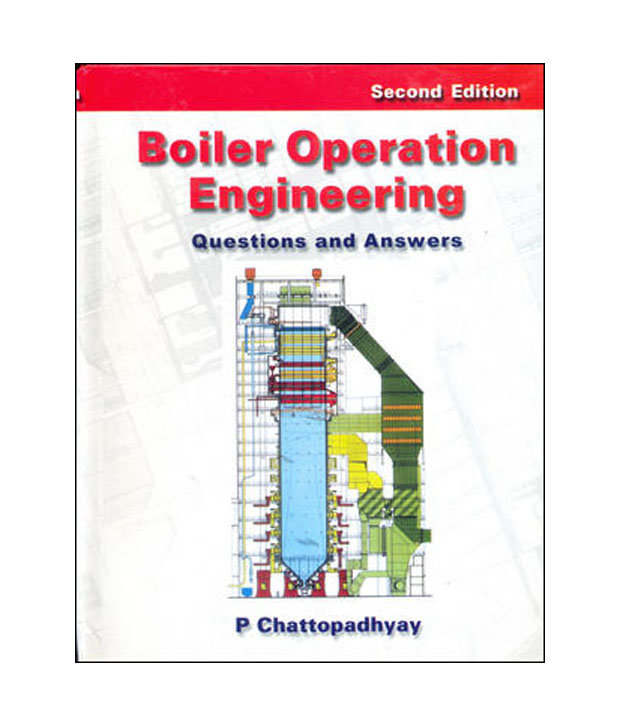 Second Edition
Boiler Operation
Engineering
Questions and Answers
P Chattopadhyay